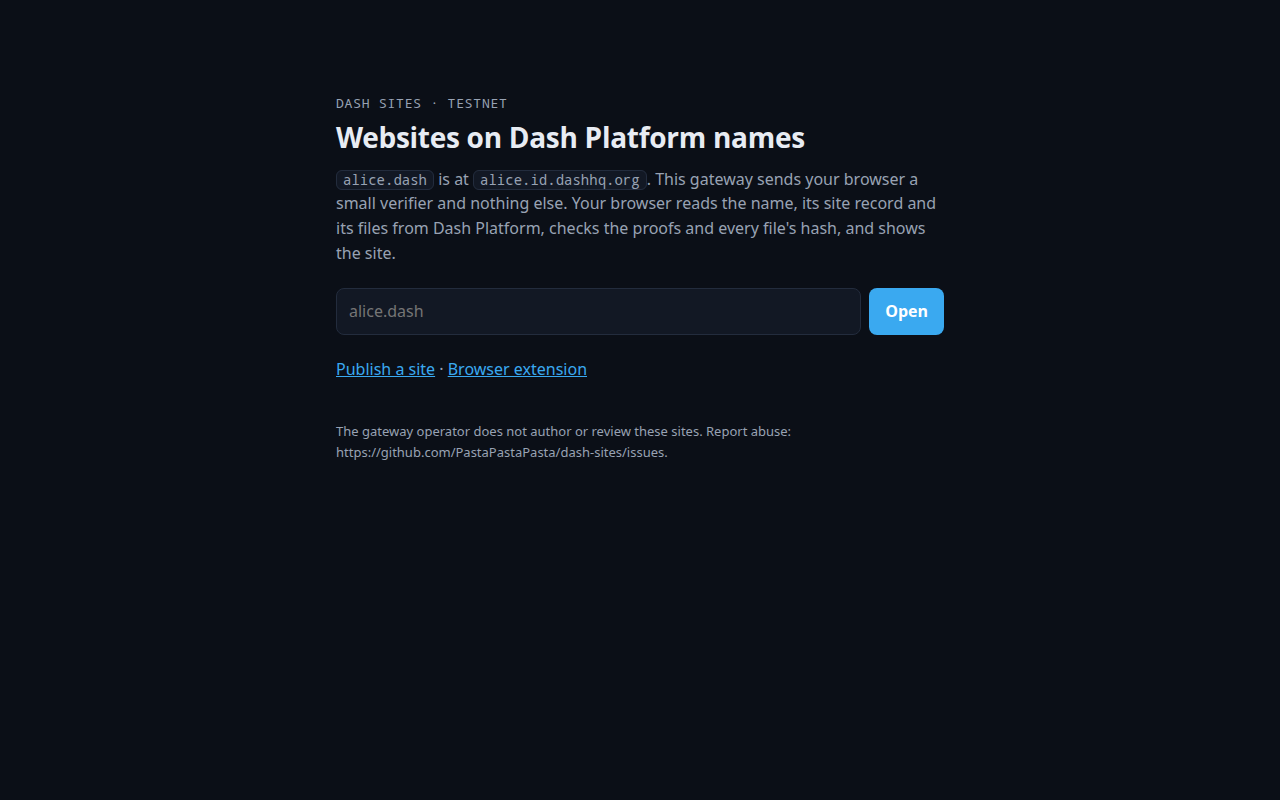 DASH SITES · TESTNET
Websites on Dash Platform names
alice.dash is at alice.id.dashhq.org. This gateway sends your browser a
small verifier and nothing else. Your browser reads the name, its site record and
its files from Dash Platform, checks the proofs and every file's hash, and shows
the site.
alice.dash
Open
Publish a site · Browser extension
The gateway operator does not author or review these sites. Report abuse:
https://github.com/PastaPastaPasta/dash-sites/issues.